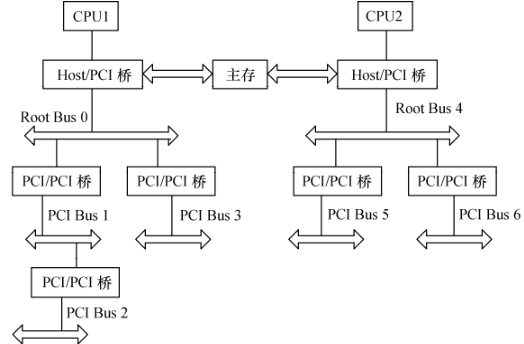 CPU1
CPU2
Host/PCI 桥
主存
Host/PCI 桥
Root Bus 0
Root Bus 4
PCI/PCI 桥
PCI/PCI 桥
PCI/PCI 桥
PCI/PCI 桥
PCI Bus 1
PCI Bus 3
PCI Bus 5
PCI Bus 6
PCI/PCI 桥
PCI Bus 2